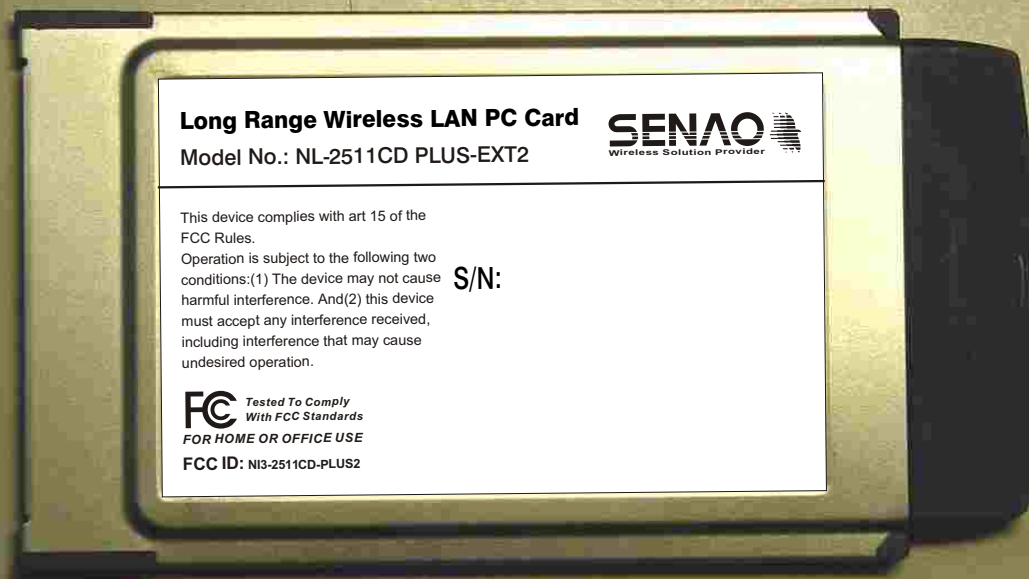 Long Range Wireless LAN PC Card
Model No.: NL-2511CD PLUS-EXT2
SENAO
Wireless Solution Provider
This device complies with art 15 of the
FCC Rules.
Operation is subject to the following two
conditions:(1) The device may not cause
harmful interference. And(2) this device
must accept any interference received,
including interference that may cause
undesired operation.
S/N:
FC Tested To Comply
With FCC Standards
FOR HOME OR OFFICE USE
FCC ID: NI3-2511CD-PLUS2